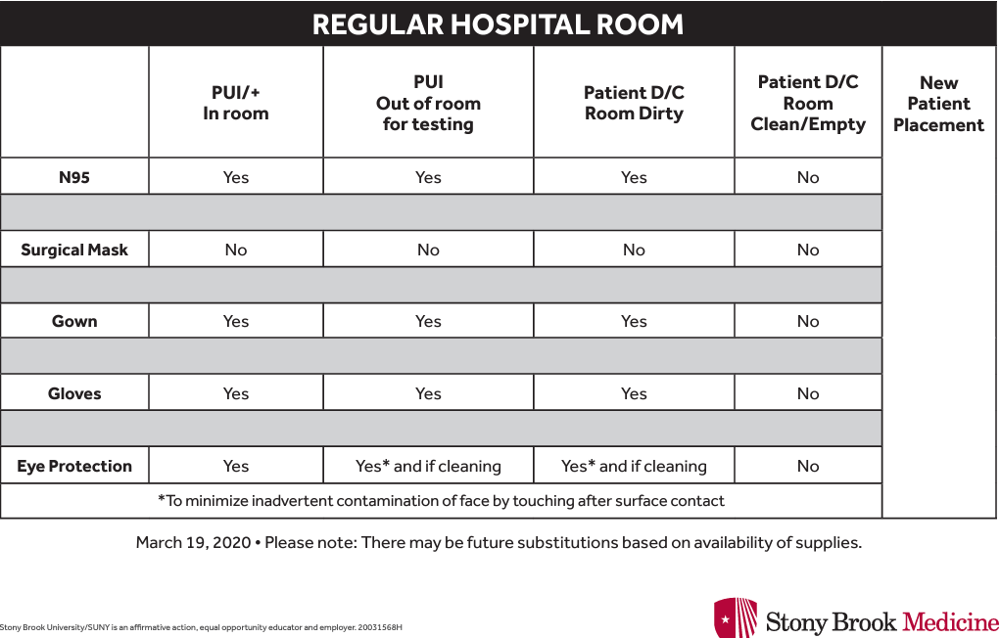 REGULAR HOSPITAL ROOM
PUI/+
In room
PUI
Out of room
for testing
Patient D/C
Room Dirty
Patient D/C
Room
Clean/Empty
New
Patient
Placement
N95 Yes Yes Yes No
Surgical Mask No No No No
Gown Yes Yes Yes No
Gloves Yes Yes Yes No
Eye Protection Yes Yes* and if cleaning Yes* and if cleaning No
*To minimize inadvertent contamination of face by touching after surface contact
March 19, 2020 • Please note: There may be future substitutions based on availability of supplies.
Stony Brook University/SUNY is an affirmative action, equal opportunity educator and employer. 20031568H
Stony Brook Medicine